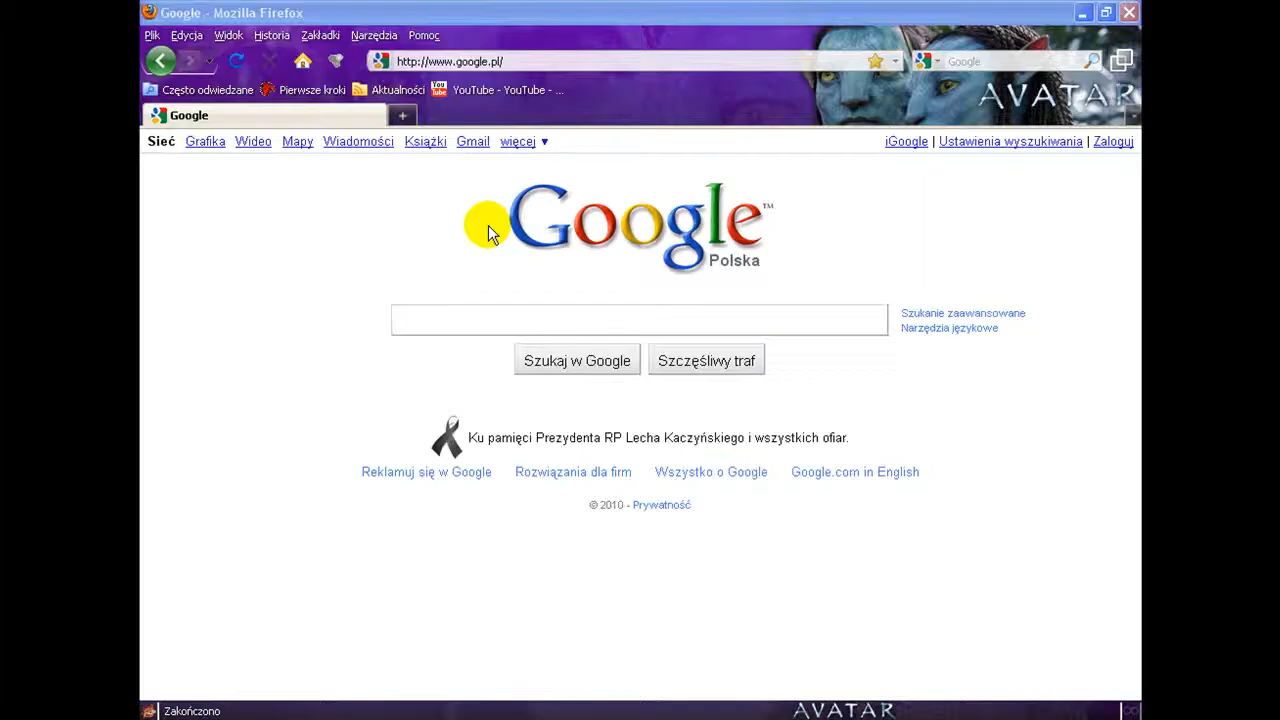 Google - Mozilla Firefox
Plik Edycja Widok Historia Zakładki Narzędzia Pomoc
http://www.google.pl/ Google
Często odwiedzane Pierwsze kroki Aktualności You Tube YouTube - YouTube - ...
AVATAR
Google +
Sieć Grafika Wideo Mapy Wiadomości Książki Gmail więcej ▼ iGoogle | Ustawienia wyszukiwania | Zaloguj
Google™
Polska
Szukanie zaawansowane
Narzędzia językowe
Szukaj w Google Szczęśliwy traf
Ku pamięci Prezydenta RP Lecha Kaczyńskiego i wszystkich ofiar.
Reklamuj się w Google Rozwiązania dla firm Wszystko o Google Google.com in English
© 2010 - Prywatność
Zakończono AVATAR